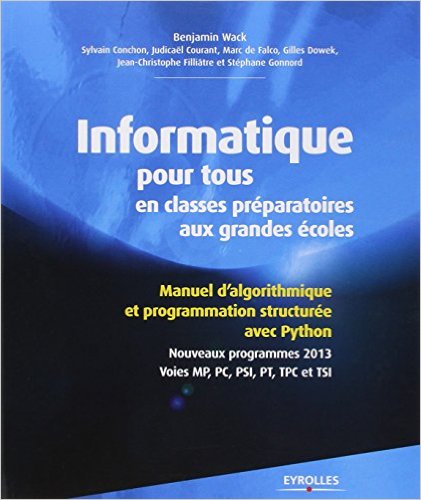 Benjamin Wack
Sylvain Conchon, Judicaël Courant, Marc de Falco, Gilles Dowek,
Jean-Christophe Filliâtre et Stéphane Gonnord
Informatique
pour tous
en classes préparatoires
aux grandes écoles
Manuel d'algorithmique
et programmation structurée
avec Python
Nouveaux programmes 2013
Voies MP, PC, PSI, PT, TPC et TSI
EYROLLES